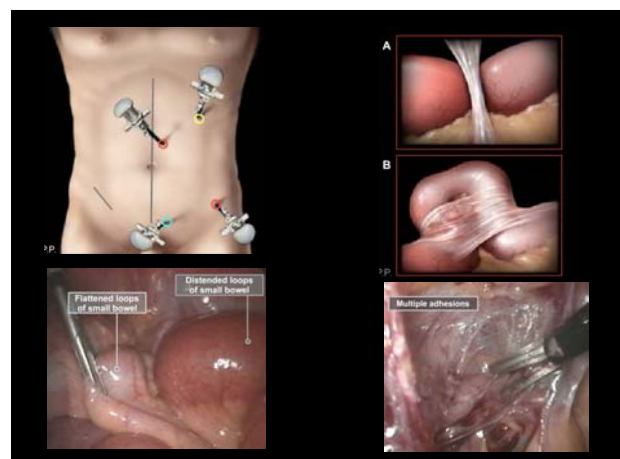 A
B
P.P.
P.P.
Flattened loops
of small bowel
Distended loops
of small bowel
Multiple adhesions